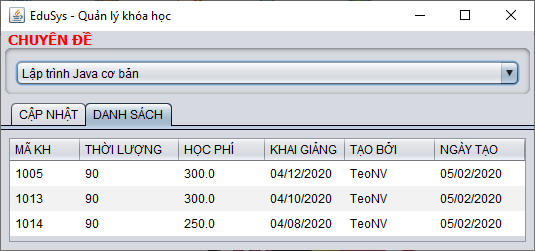 EduSys - Quản lý khóa học
CHUYÊN ĐỀ
Lập trình Java cơ bản
CẬP NHẬT DANH SÁCH
MÃ KH THỜI LƯỢNG HỌC PHÍ KHAI GIẢNG TẠO BỞI NGÀY TẠO
1005 90 300.0 04/12/2020 TeoNV 05/02/2020
1013 90 300.0 04/10/2020 TeoNV 05/02/2020
1014 90 250.0 04/08/2020 TeoNV 05/02/2020